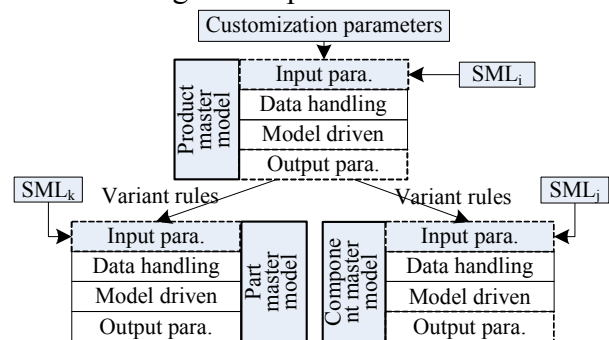 Customization parameters
Product
master
model
Input para.
Data handling
Model driven
Output para.
SMLi
SMLk
Variant rules
Variant rules
SMLj
Input para.
Data handling
Model driven
Output para.
Part
master
model
Compone
nt master
model
Input para.
Data handling
Model driven
Output para.